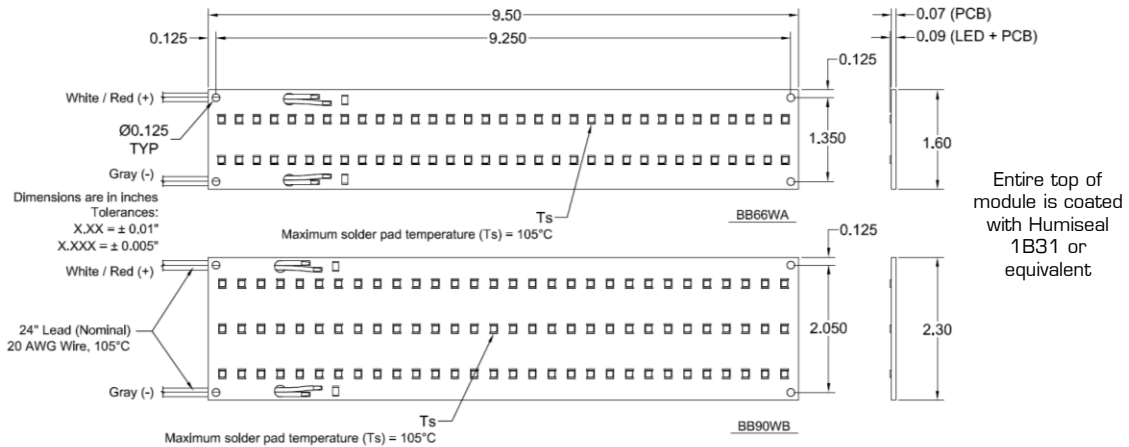 9.50
0.07 (PCB)
0.125
9.250
0.09 (LED + PCB)
0.125
White / Red (+)
Ø0.125
TYP
1.350
1.60
Gray (-)
Dimensions are in inches
Tolerances:
X.XX = ± 0.01"
X.XXX = ± 0.005"
Ts
Maximum solder pad temperature (Ts) = 105°C
BB66WA
Entire top of
module is coated
with Humiseal
1B31 or
equivalent
0.125
White / Red (+)
24" Lead (Nominal)
20 AWG Wire, 105°C
2.050
2.30
Gray (-)
Ts
Maximum solder pad temperature (Ts) = 105°C
BB90WB